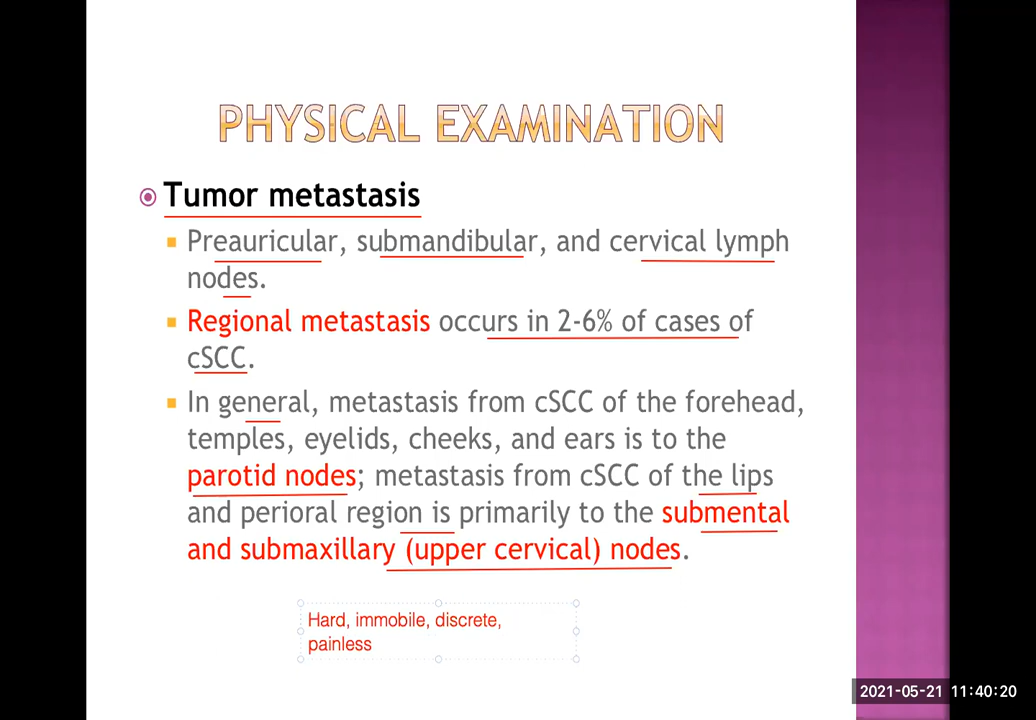 PHYSICAL EXAMINATION
Tumor metastasis
Preauricular, submandibular, and cervical lymph
nodes.
Regional metastasis occurs in 2-6% of cases of
cSCC.
In general, metastasis from cSCC of the forehead,
temples, eyelids, cheeks, and ears is to the
parotid nodes; metastasis from cSCC of the lips
and perioral region is primarily to the submental
and submaxillary (upper cervical) nodes.
Hard, immobile, discrete,
painless
2021-05-21 11:40:20